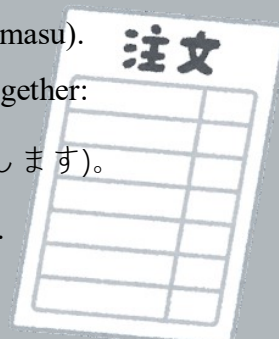 masu).
gether:
します)。
.
注文